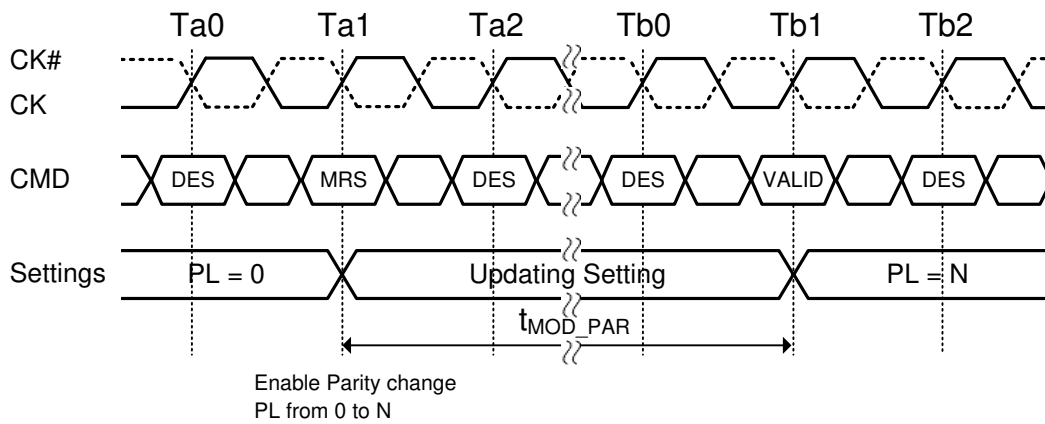 Ta0 Ta1 Ta2 Tb0 Tb1 Tb2
CK#
CK
CMD DES MRS DES DES VALID DES
Settings PL = 0 Updating Setting PL = N
tMOD_PAR
Enable Parity change
PL from 0 to N